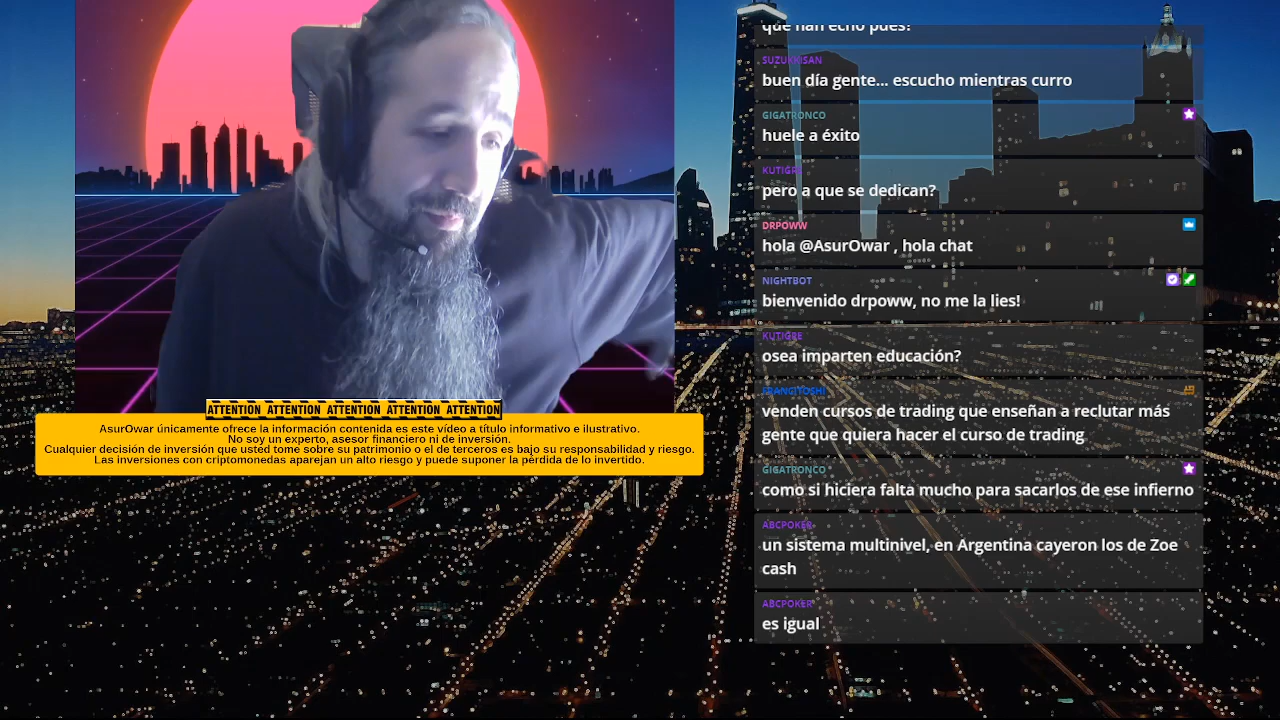 ATTENTION ATTENTION ATTENTION ATTENTION ATTENTION
AsurOwar únicamente ofrece la información contenida es este vídeo a título informativo e ilustrativo.
No soy un experto, asesor financiero ni de inversión.
Cualquier decisión de inversión que usted tome sobre su patrimonio o el de terceros es bajo su responsabilidad y riesgo.
Las inversiones con criptomonedas aparejan un alto riesgo y puede suponer la pérdida de lo invertido.
que han echo pues?
SUZUKKISAN
buen día gente... escucho mientras curro
GIGATRONCO
huele a éxito
KUTIGRE
pero a que se dedican?
DRPOWW
hola @AsurOwar , hola chat
NIGHTBOT
bienvenido drpoww, no me la lies!
KUTIGRE
osea imparten educación?
FRANGITOSHI
venden cursos de trading que enseñan a reclutar más
gente que quiera hacer el curso de trading
GIGATRONCO
como si hiciera falta mucho para sacarlos de ese infierno
ABCPOKER
un sistema multinivel, en Argentina cayeron los de Zoe
cash
ABCPOKER
es igual